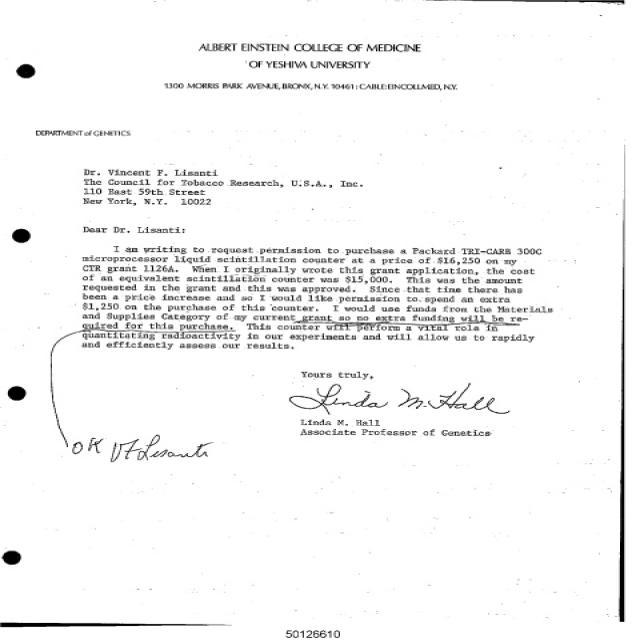 ALBERT EINSTEIN COLLEGE OF MEDICINE
OF YESHIVA UNIVERSITY
1300 MORRIS PARK AVENUE, BRONX, N.Y. 10461 : CABLE: EINCOLLMED, N.Y.
DEPARTMENT of GENETICS
Dr. Vincent F. Lisanti
The Council for Tobacco Research, U.S.A., Inc.
110 East 59th Street
New York, N.Y. 10022
Dear Dr. Lisanti:
I am writing to request permission to purchase a Packard TRI-CARB 300C
microprocessor liquid scintillation counter at a price of $16,250 on my
CTR grant 1126A. When I originally wrote this grant application, the cost
of an equivalent scintillation counter was $15,000. This was the amount
requested in the grant and this was approved. Since that time there has
been a price increase and so I would like permission to spend an extra
$1,250 on the purchase of this counter. I would use funds from the Materials
and Supplies Category of my current grant so no extra funding will be re-
quired for this purchase. This counter will perform a vital role in
quantitating radioactivity in our experiments and will allow us to rapidly
and efficiently assess our results.
Yours truly,
Linda M. Hall
Linda M. Hall
Associate Professor of Genetics
OK VF Lisanti
50126610